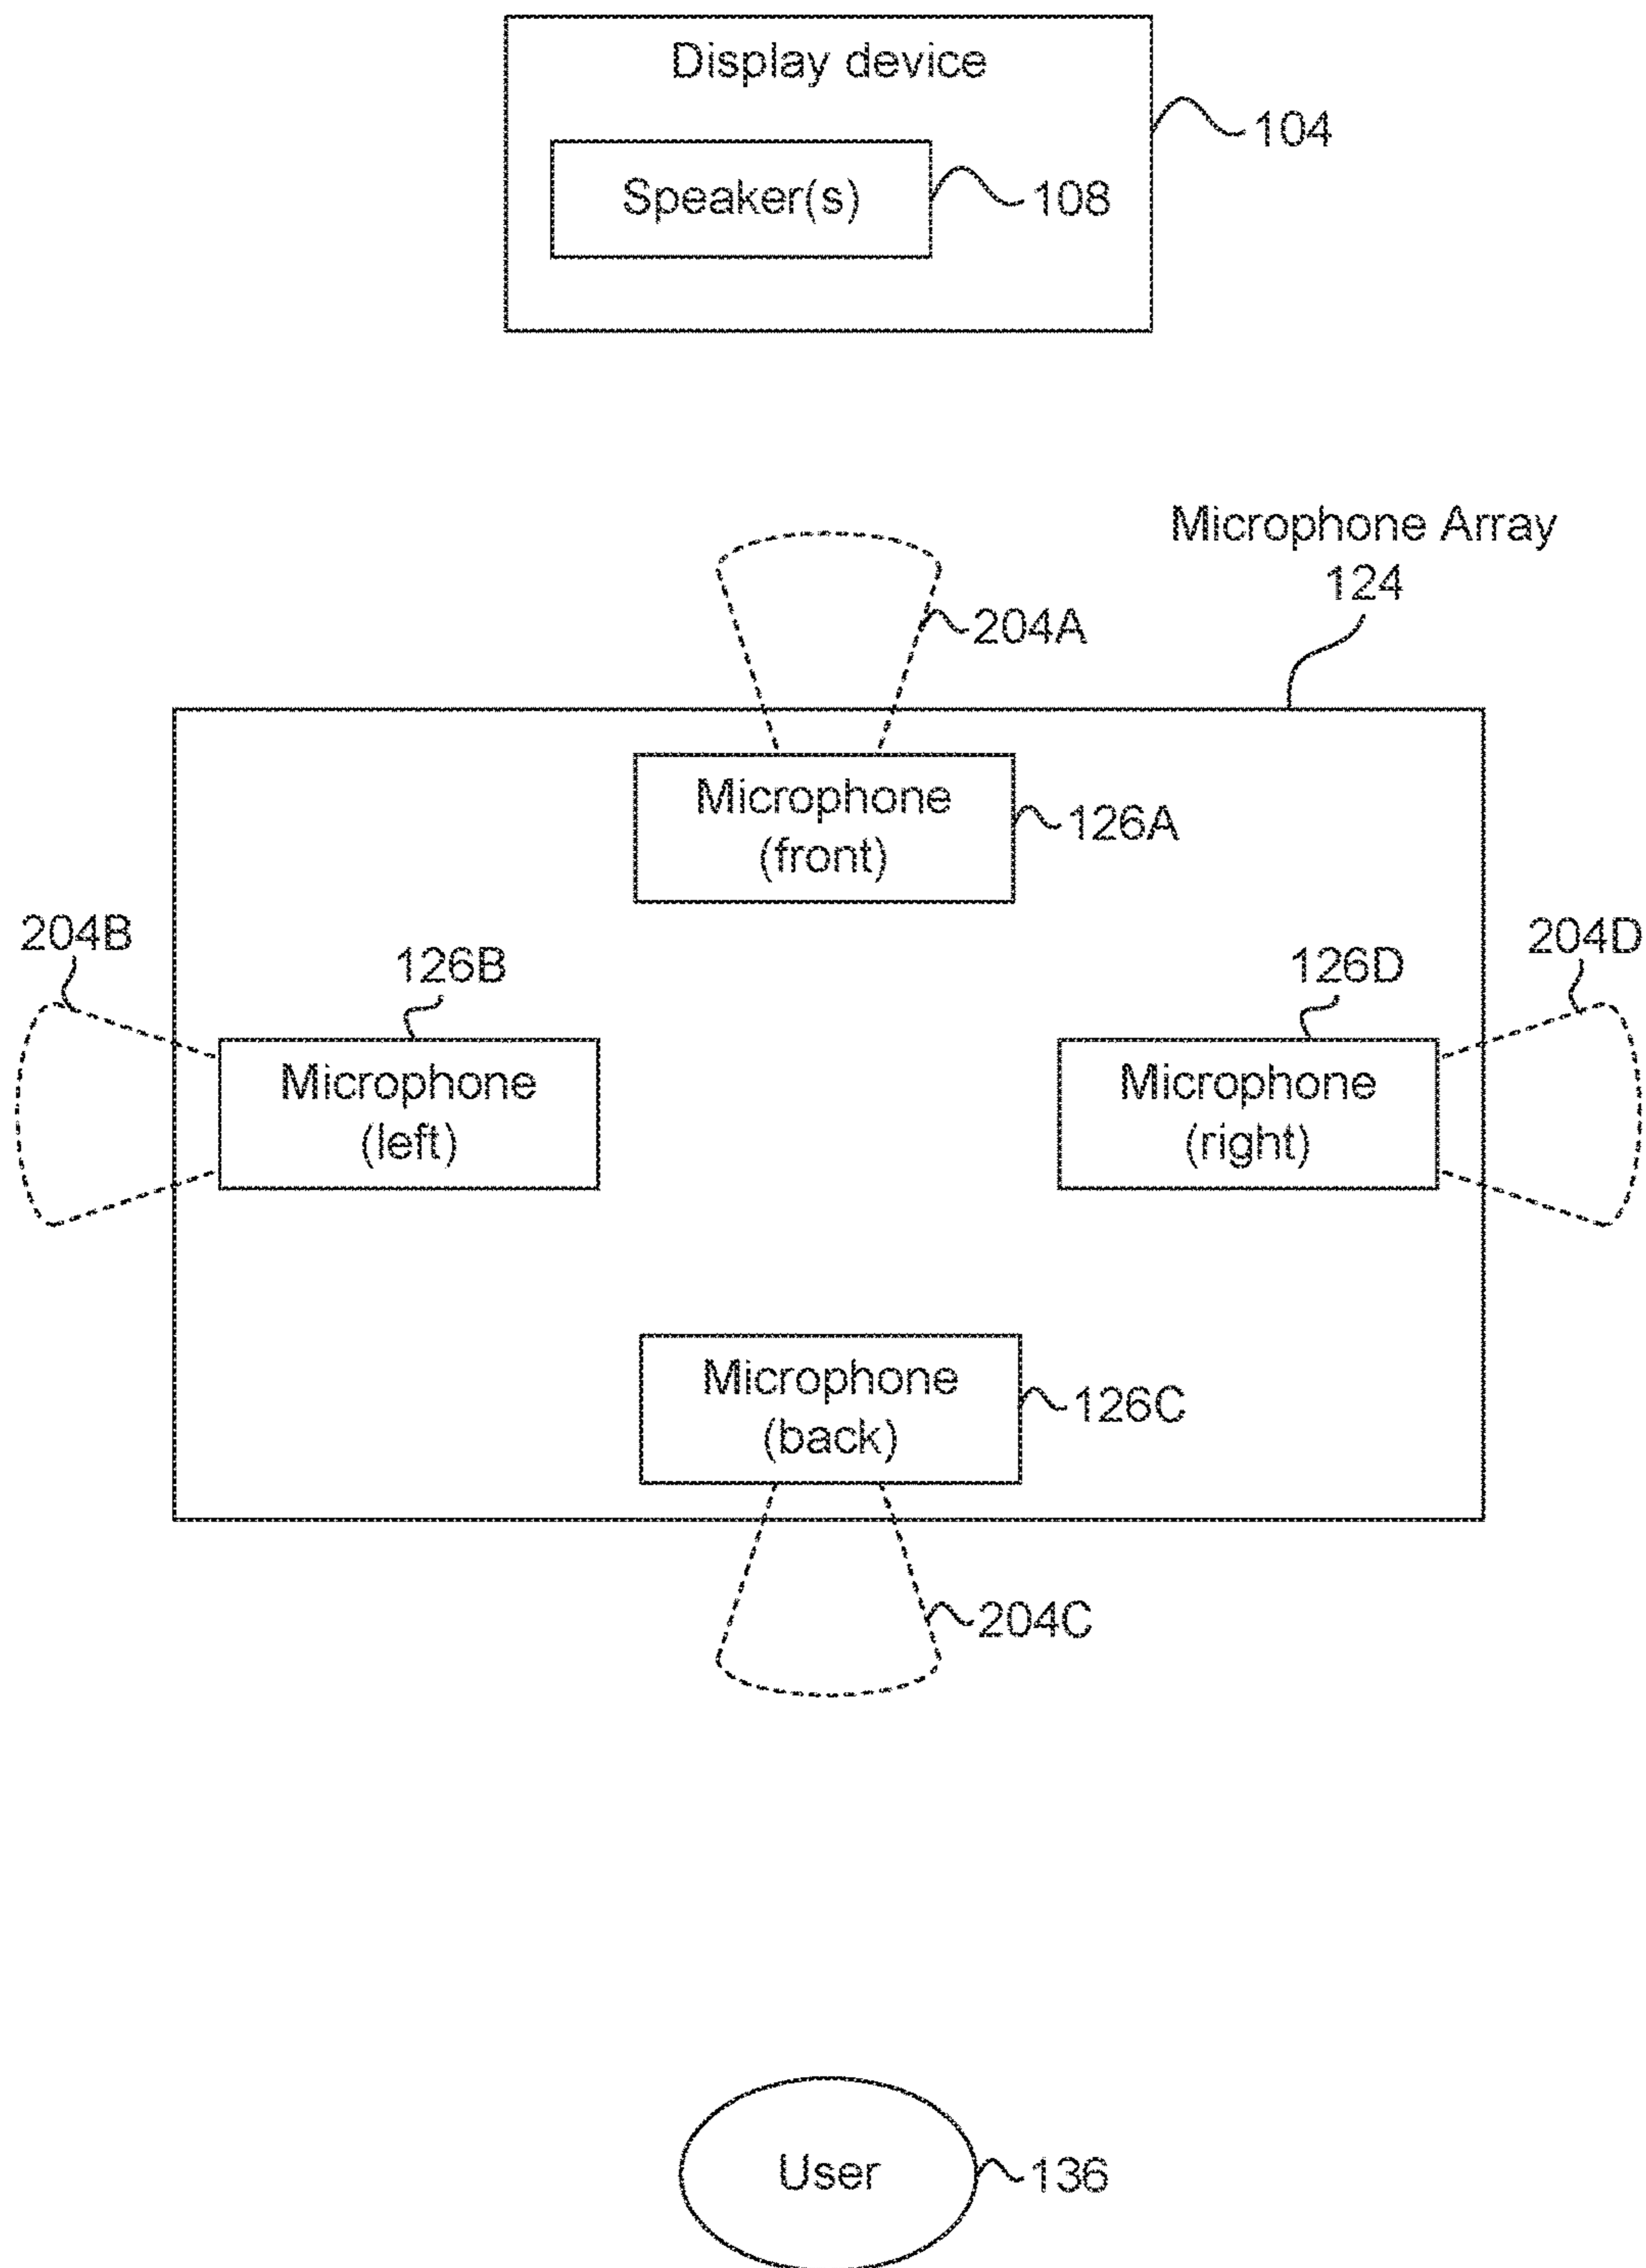 Display device
104
Speaker(s)
108
Microphone Array
124
204A
Microphone
(front)
126A
204B
126B
126D
204D
Microphone
(left)
Microphone
(right)
Microphone
(back)
126C
204C
User
136